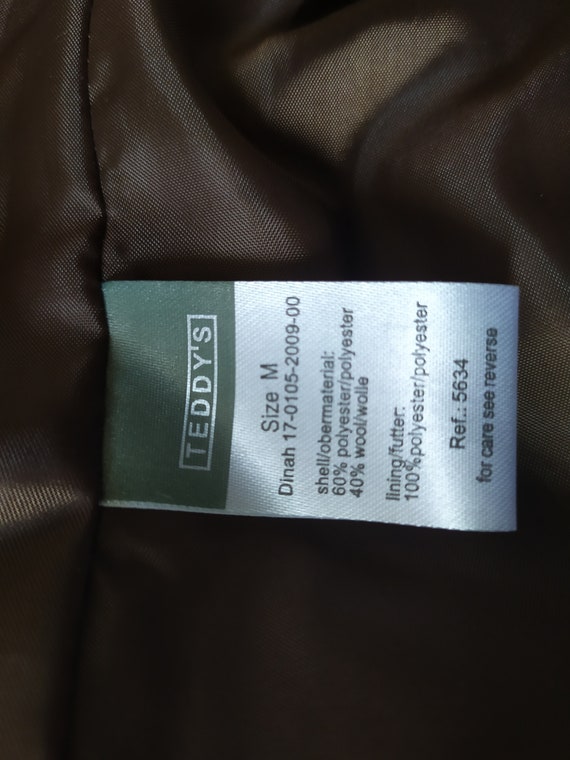 TEDDY'S
Size M
Dinah 17-0105-2009-00
shell/obermaterial:
60% polyester/polyester
40% wool/wolle
lining/futter:
100%polyester/polyester
Ref.: 5634
for care see reverse